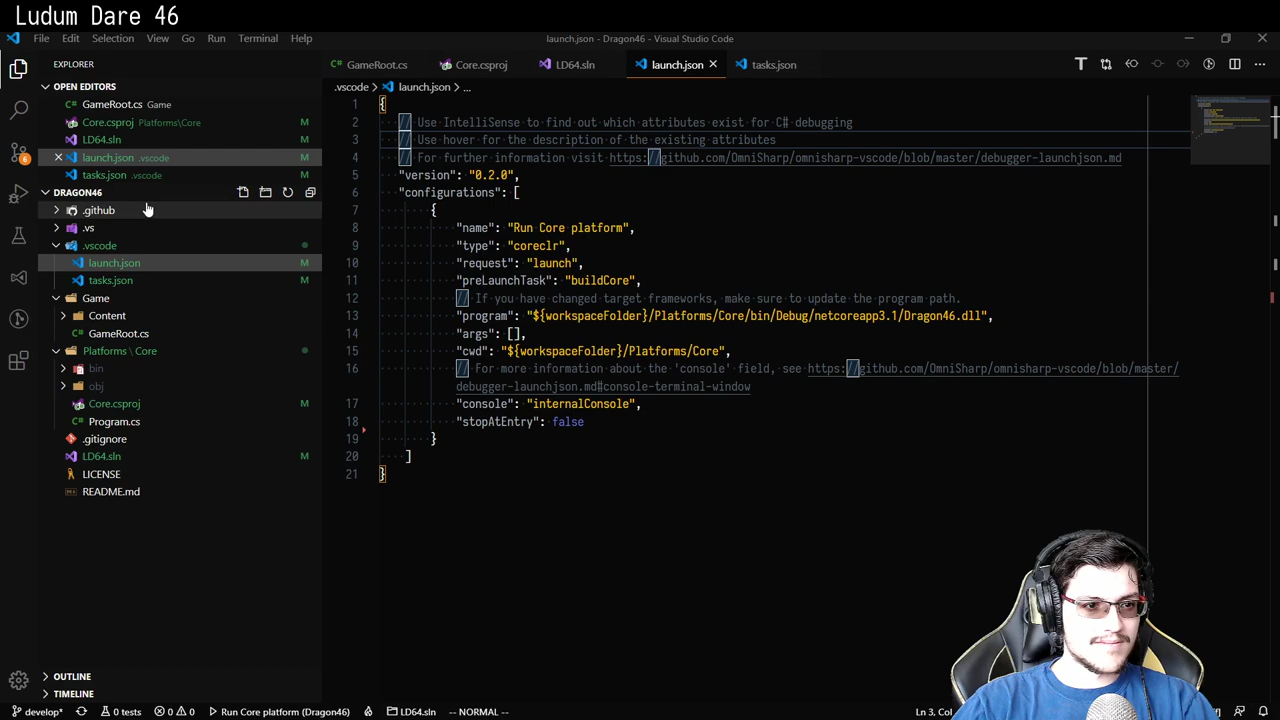 Ludum Dare 46
File Edit Selection View Go Run Terminal Help
launch.json - Dragon46 - Visual Studio Code
EXPLORER
GameRoot.cs
Core.csproj
LD64.sln
launch.json
tasks.json
OPEN EDITORS
.vscode > launch.json > ...
GameRoot.cs Game
Core.csproj Platforms\Core M
LD64.sln M
launch.json .vscode M
tasks.json .vscode M
DRAGON46
.github
.vs
.vscode
launch.json M
tasks.json M
Game
Content
GameRoot.cs
Platforms \ Core
bin
obj
Core.csproj M
Program.cs
.gitignore
LD64.sln M
LICENSE
README.md
OUTLINE
TIMELINE
1 {
2 // Use IntelliSense to find out which attributes exist for C# debugging
3 // Use hover for the description of the existing attributes
4 // For further information visit https://github.com/OmniSharp/omnisharp-vscode/blob/master/debugger-launchjson.md
5 "version": "0.2.0",
6 "configurations": [
7 {
8 "name": "Run Core platform",
9 "type": "coreclr",
10 "request": "launch",
11 "preLaunchTask": "buildCore",
12 // If you have changed target frameworks, make sure to update the program path.
13 "program": "${workspaceFolder}/Platforms/Core/bin/Debug/netcoreapp3.1/Dragon46.dll",
14 "args": [],
15 "cwd": "${workspaceFolder}/Platforms/Core",
16 // For more information about the 'console' field, see https://github.com/OmniSharp/omnisharp-vscode/blob/master/
debugger-launchjson.md#console-terminal-window
17 "console": "internalConsole",
18 "stopAtEntry": false
19 }
20 ]
21 }
6
develop* 0 tests 0 0 Run Core platform (Dragon46) LD64.sln -- NORMAL -- Ln 3,